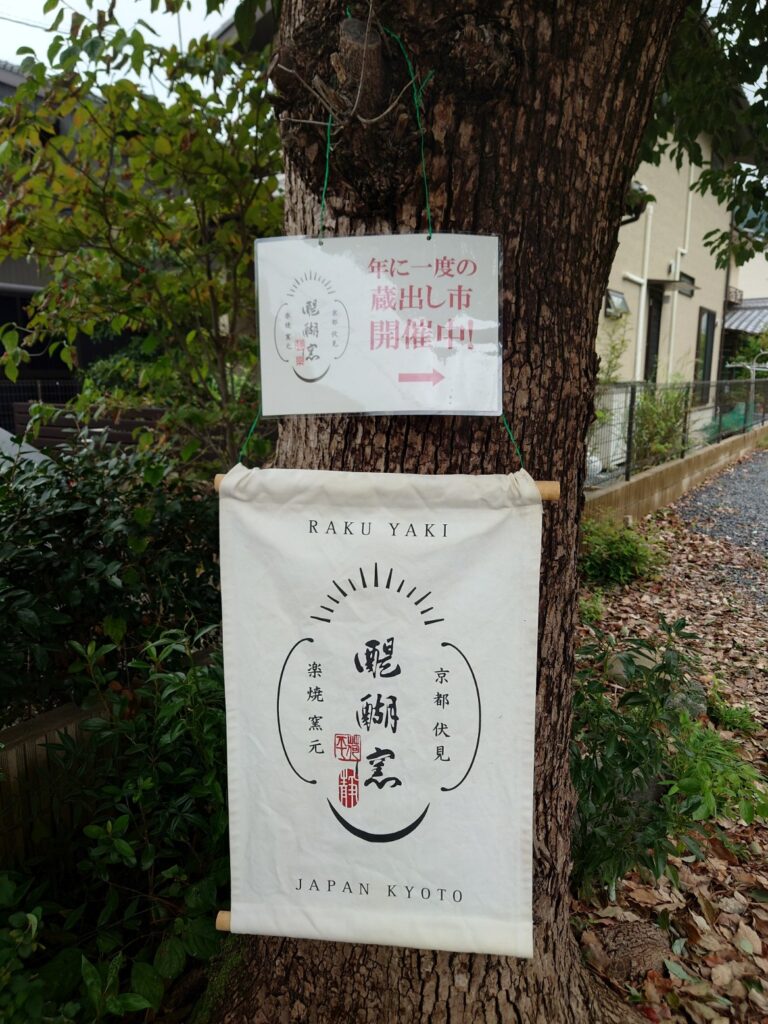 年に一度の
蔵出し市
開催中!
→
京都 伏見
醍醐窯
楽焼 窯元
RAKU YAKI
京都 伏見
醍醐窯
楽焼 窯元
JAPAN KYOTO